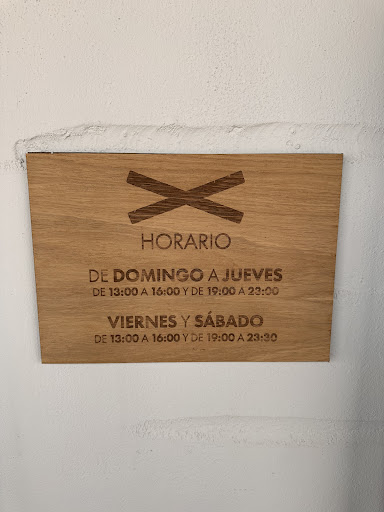 HORARIO
DE DOMINGO A JUEVES
DE 13:00 A 16:00 Y DE 19:00 A 23:00
VIERNES Y SÁBADO
DE 13:00 A 16:00 Y DE 19:00 A 23:30